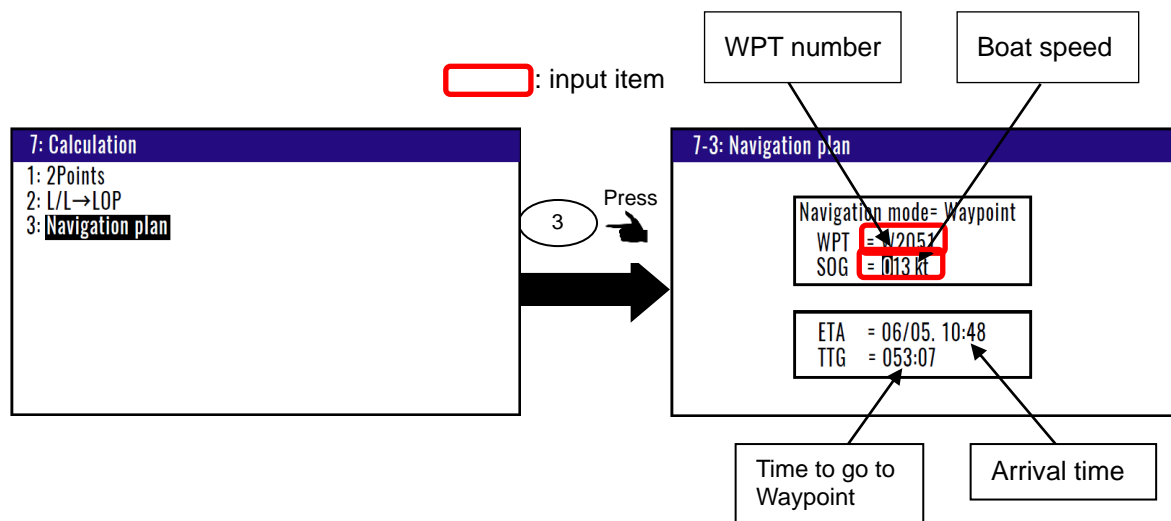 WPT number
Boat speed
: input item
7: Calculation
1: 2Points
2: L/L→LOP
3: Navigation plan
3
Press
7-3: Navigation plan
Navigation mode= Waypoint
WPT = W2051
SOG = 013 kt
ETA = 06/05. 10:48
TTG = 053:07
Time to go to
Waypoint
Arrival time